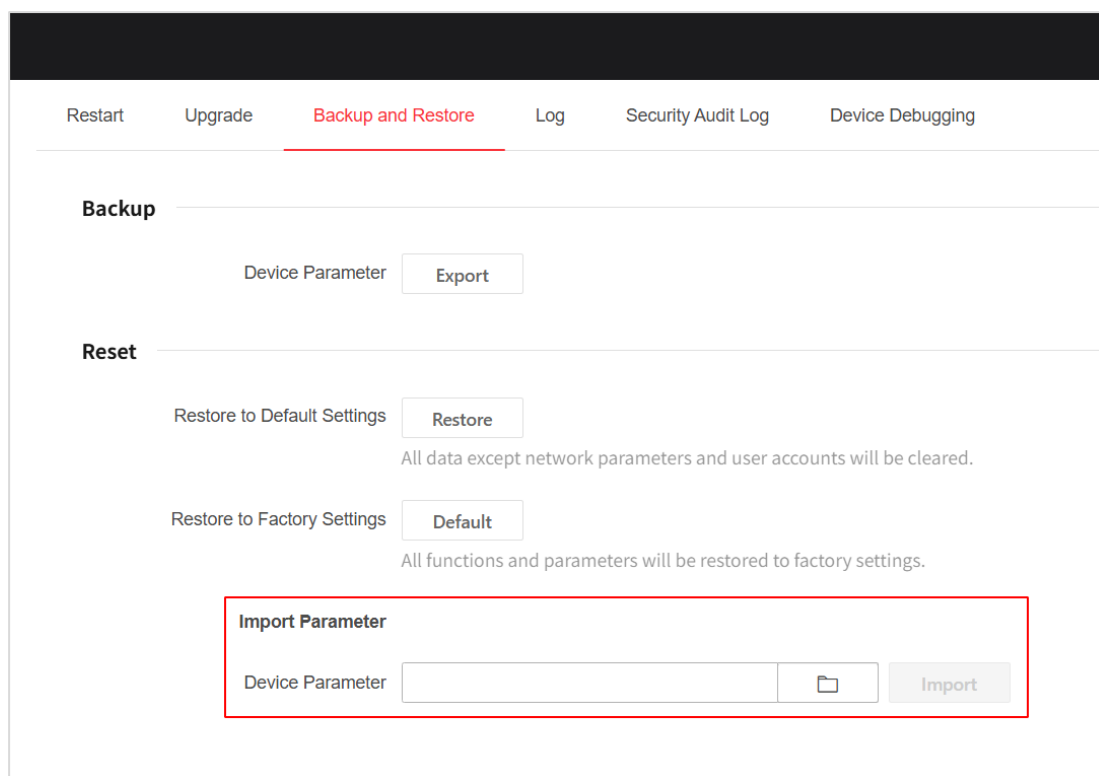 Restart Upgrade Backup and Restore Log Security Audit Log Device Debugging
Backup
Device Parameter Export
Reset
Restore to Default Settings Restore
All data except network parameters and user accounts will be cleared.
Restore to Factory Settings Default
All functions and parameters will be restored to factory settings.
Import Parameter
Device Parameter Import